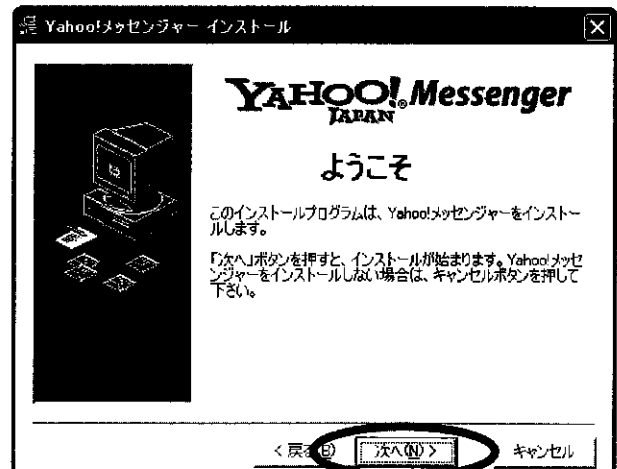 Yahoo!メッセンジャー インストール
YAHOO! Messenger
JAPAN
ようこそ
このインストールプログラムは、Yahoo!メッセンジャーをインストー
ルします。
「次へ」ボタンを押すと、インストールが始まります。Yahoo!メッセ
ンジャーをインストールしない場合は、キャンセルボタンを押して
下さい。
< 戻る(B) 次へ(N) > キャンセル